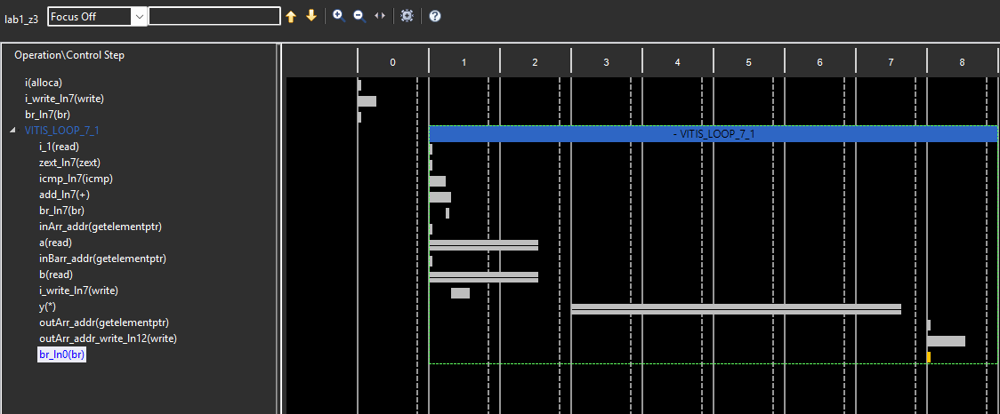 lab1_z3 Focus Off
Operation\Control Step 0 1 2 3 4 5 6 7 8
i(alloca)
i_write_ln7(write)
br_ln7(br)
VITIS_LOOP_7_1 - VITIS_LOOP_7_1
i_1(read)
zext_ln7(zext)
icmp_ln7(icmp)
add_ln7(+)
br_ln7(br)
inArr_addr(getelementptr)
a(read)
inBarr_addr(getelementptr)
b(read)
i_write_ln7(write)
y(*)
outArr_addr(getelementptr)
outArr_addr_write_ln12(write)
br_ln0(br)